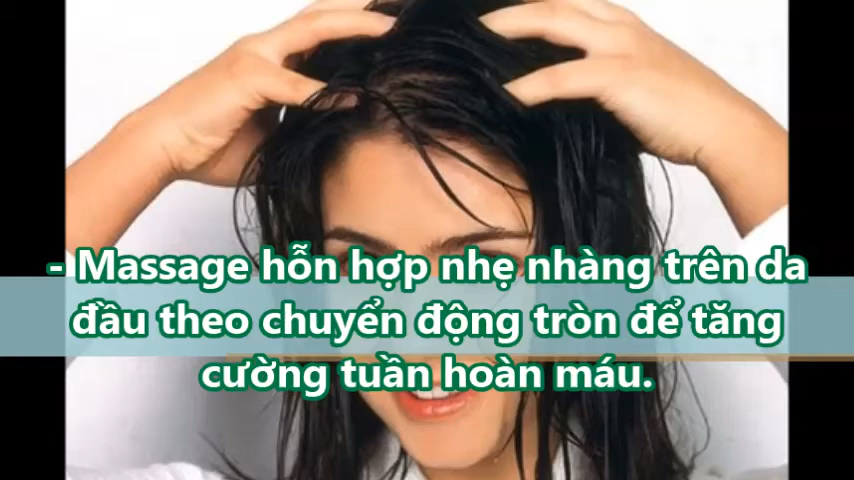 - Massage hỗn hợp nhẹ nhàng trên da
đầu theo chuyển động tròn để tăng
cường tuần hoàn máu.